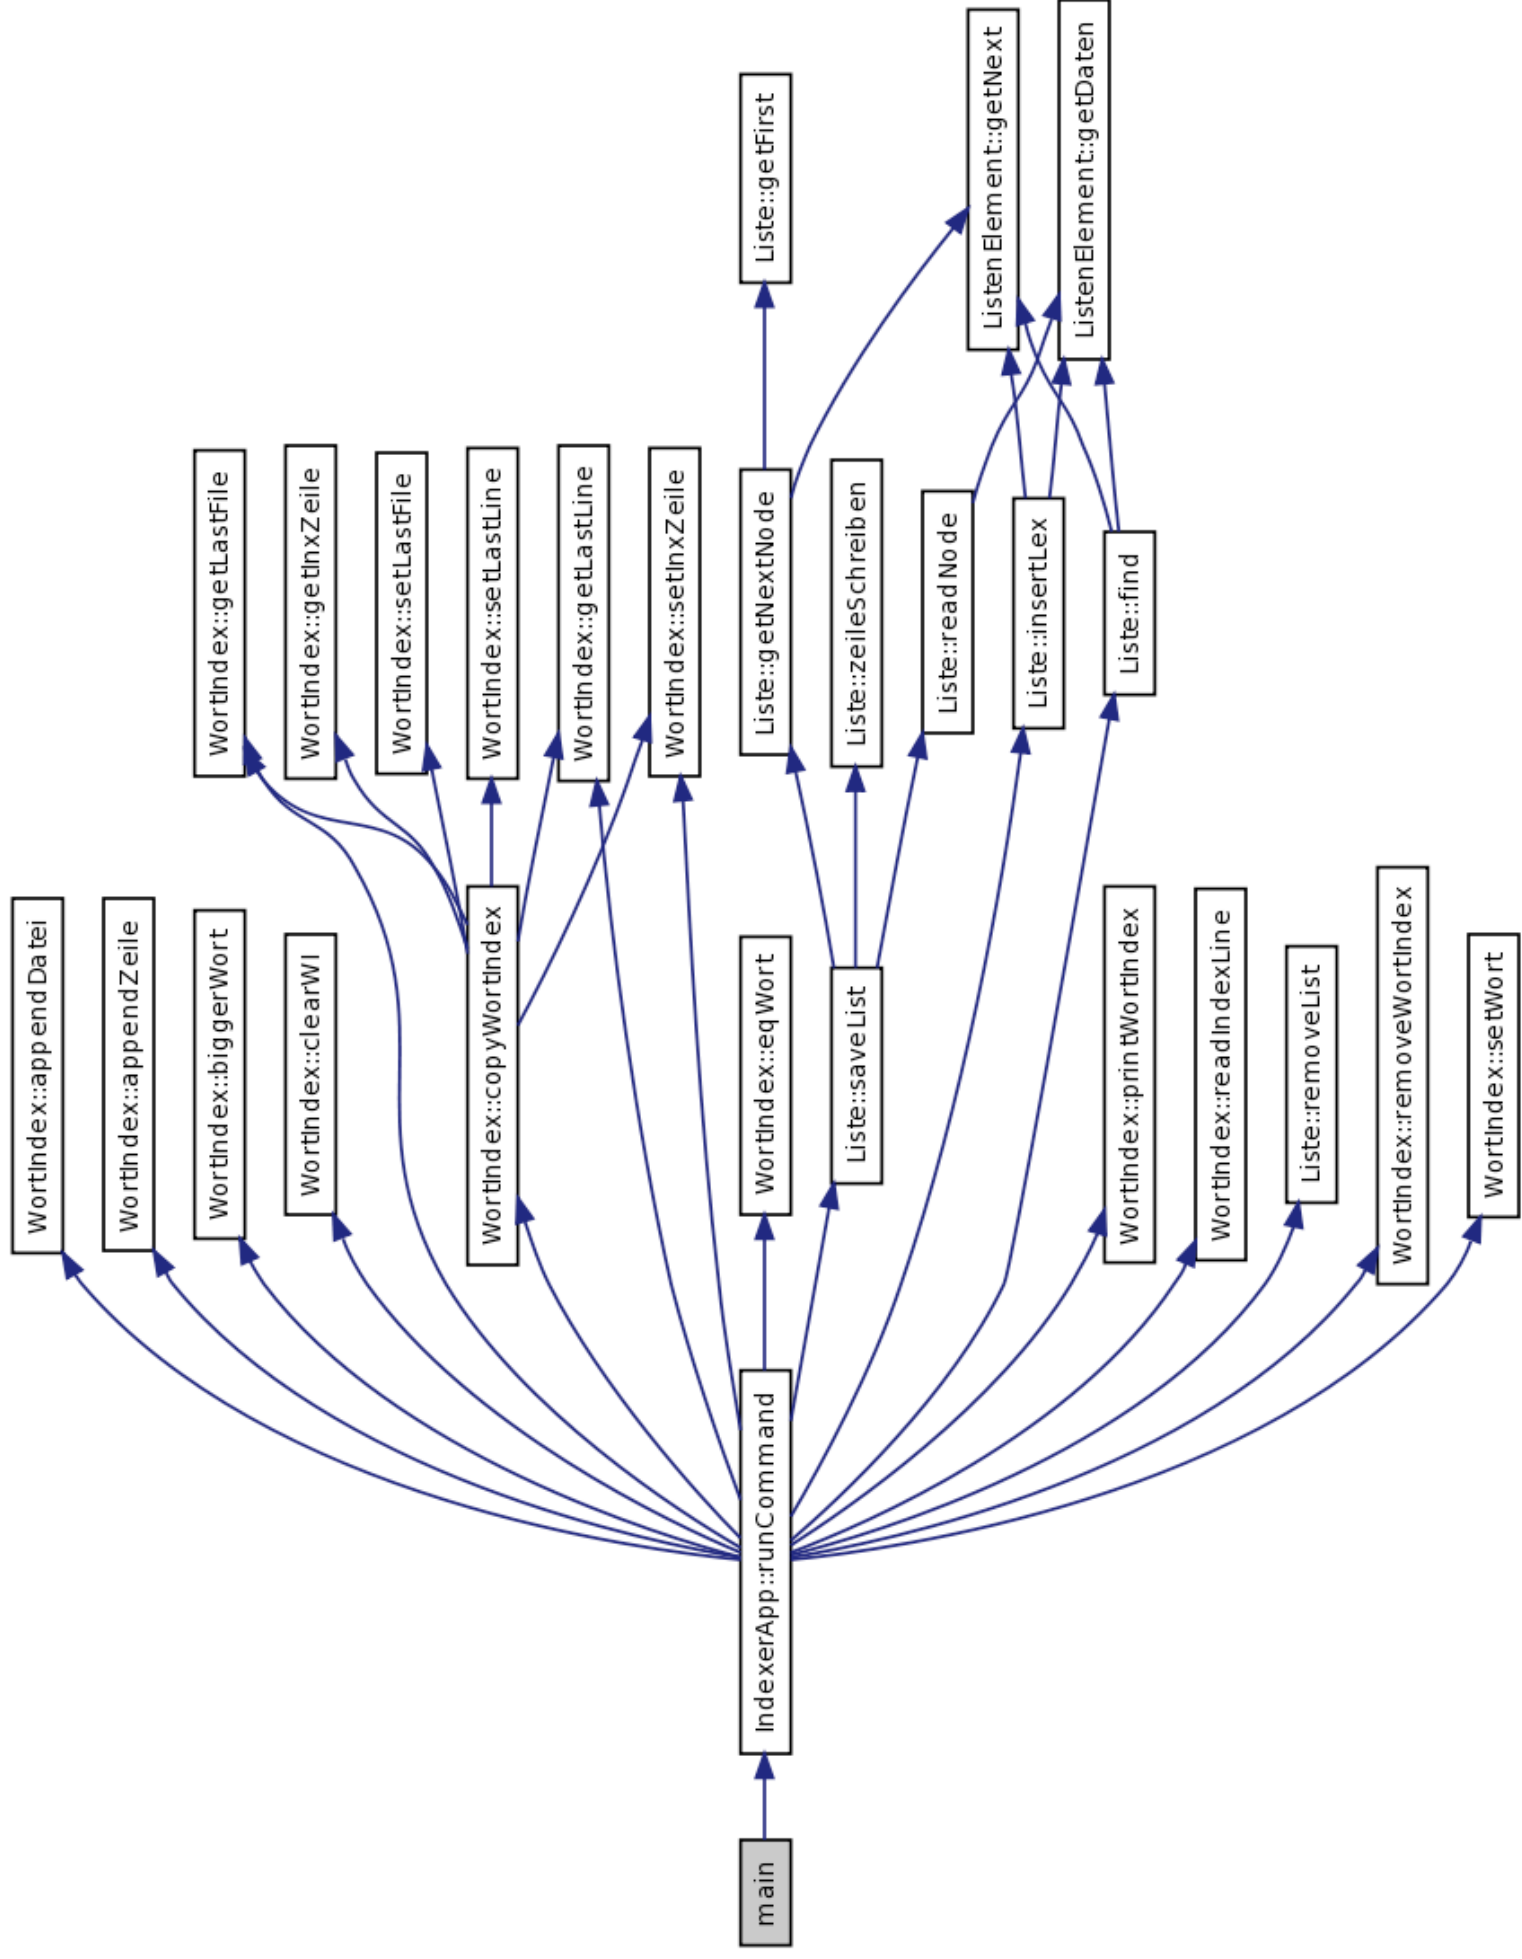 main
IndexerApp::runCommand
WortIndex::appendDatei
WortIndex::appendZeile
WortIndex::biggerWort
WortIndex::clearWI
WortIndex::copyWortIndex
WortIndex::eqWort
Liste::saveList
WortIndex::printWortIndex
WortIndex::readIndexLine
Liste::removeList
WortIndex::removeWortIndex
WortIndex::setWort
WortIndex::getLastFile
WortIndex::getInxZeile
WortIndex::setLastFile
WortIndex::setLastLine
WortIndex::getLastLine
WortIndex::setInxZeile
Liste::getNextNode
Liste::zeileSchreiben
Liste::readNode
Liste::insertLex
Liste::find
Liste::getFirst
ListenElement::getNext
ListenElement::getDaten